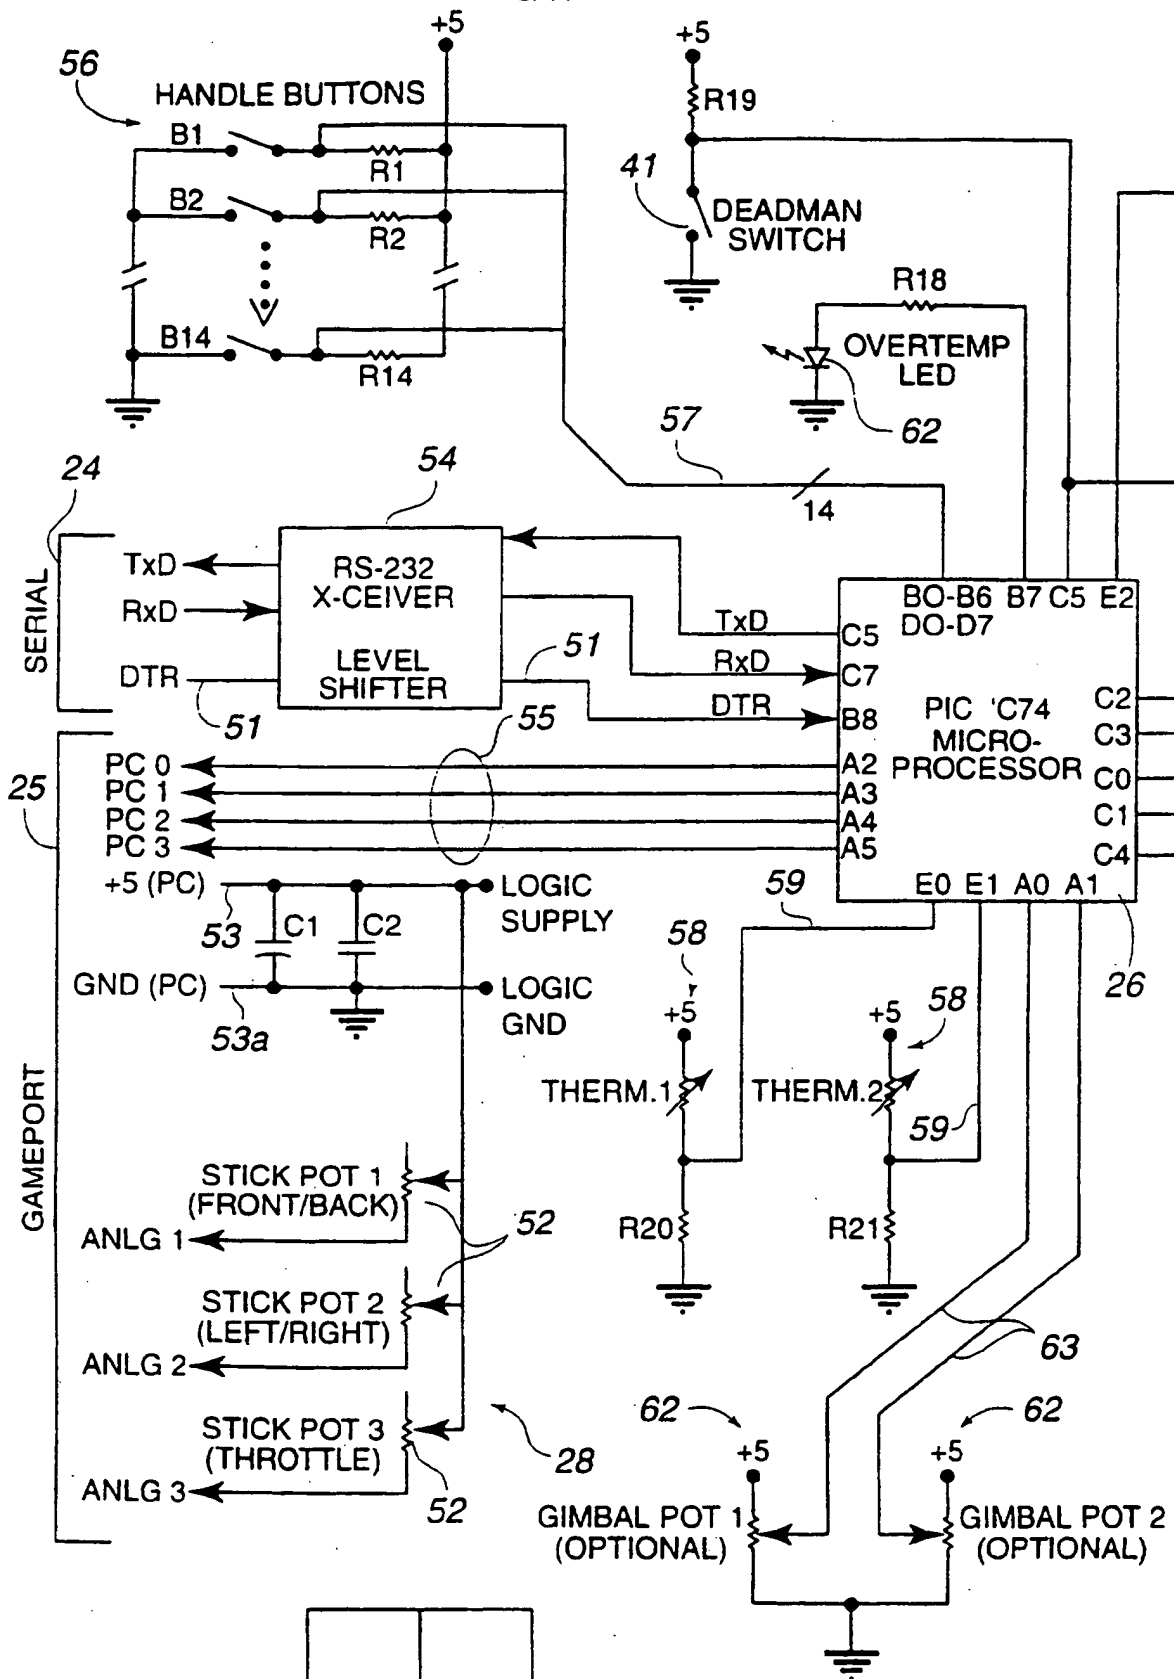 +5
56
HANDLE BUTTONS
B1
R1
B2
R2
B14
R14
+5
R19
41
DEADMAN
SWITCH
R18
OVERTEMP
LED
62
57
14
24
54
SERIAL
TxD
RxD
DTR
51
RS-232
X-CEIVER
LEVEL
SHIFTER
51
55
TxD
RxD
DTR
BO-B6 B7 C5 E2
DO-D7
C5
C7
B8
A2
A3
A4
A5
PIC 'C74
MICRO-
PROCESSOR
C2
C3
C0
C1
C4
E0 E1 A0 A1
26
25
GAMEPORT
PC 0
PC 1
PC 2
PC 3
+5 (PC)
53
C1
C2
LOGIC
SUPPLY
GND (PC)
53a
LOGIC
GND
59
58
+5
THERM.1
R20
+5
58
THERM.2
59
R21
STICK POT 1
(FRONT/BACK)
ANLG 1
52
STICK POT 2
(LEFT/RIGHT)
ANLG 2
STICK POT 3
(THROTTLE)
ANLG 3
52
28
63
62
+5
GIMBAL POT 1
(OPTIONAL)
62
+5
GIMBAL POT 2
(OPTIONAL)